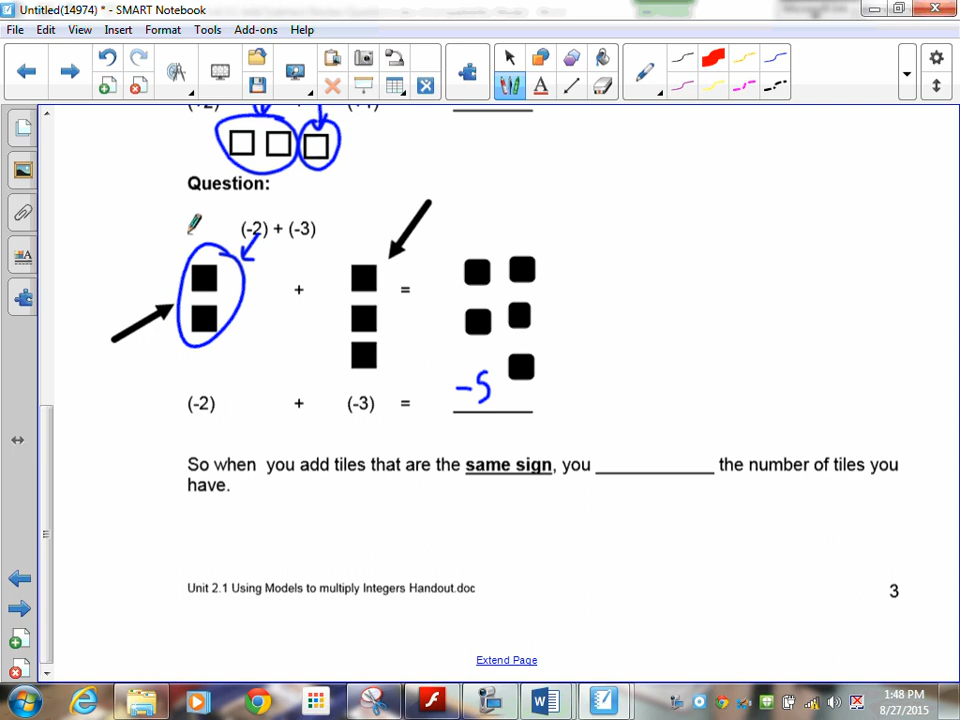 Untitled(14974) * - SMART Notebook
File Edit View Insert Format Tools Add-ons Help
Question:
(-2) + (-3)
+ =
-5
(-2) + (-3) =
So when you add tiles that are the same sign, you ____________ the number of tiles you
have.
Unit 2.1 Using Models to multiply Integers Handout.doc
3
Extend Page
1:48 PM
8/27/2015